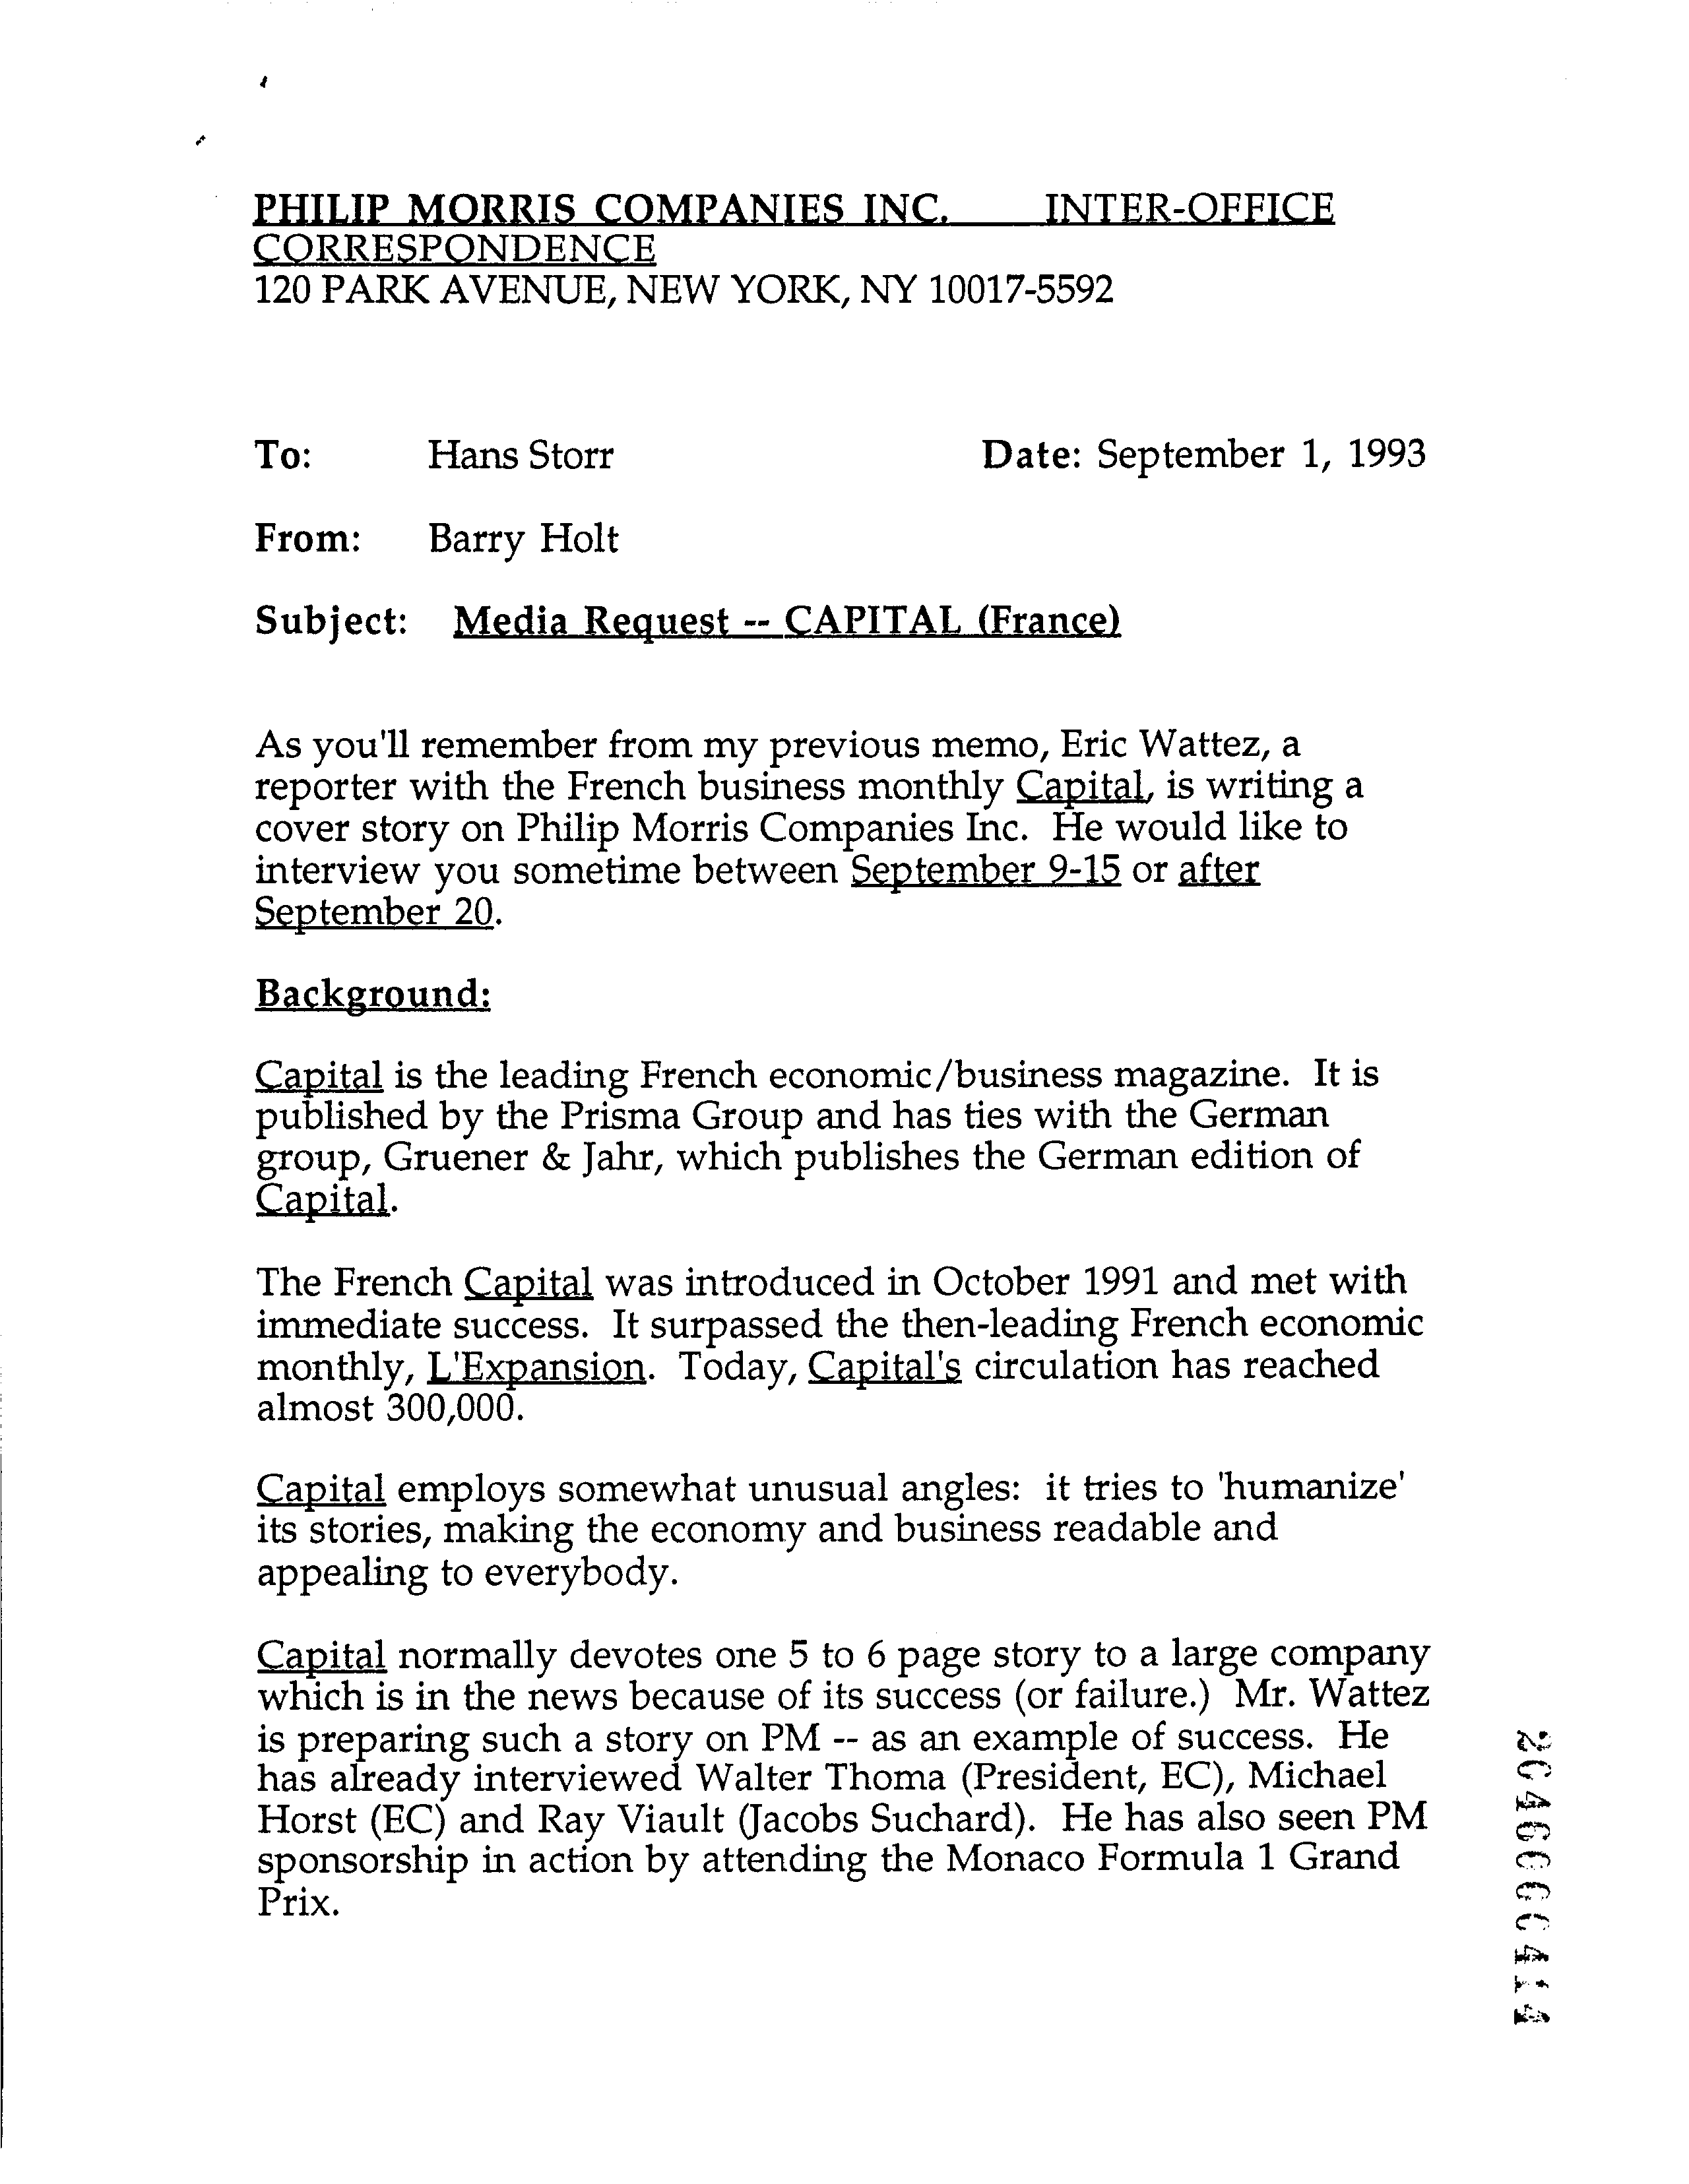 PHILIP MORRIS COMPANIES INC. INTER-OFFICE
CORRESPONDENCE
120 PARK AVENUE, NEW YORK, NY 10017-5592
To: Hans Storr Date: September 1, 1993
From: Barry Holt
Subject: Media Request -- CAPITAL (France)
As you'll remember from my previous memo, Eric Wattez, a
reporter with the French business monthly Capital, is writing a
cover story on Philip Morris Companies Inc. He would like to
interview you sometime between September 9-15 or after
September 20.
Background:
Capital is the leading French economic/business magazine. It is
published by the Prisma Group and has ties with the German
group, Gruener & Jahr, which publishes the German edition of
Capital.
The French Capital was introduced in October 1991 and met with
immediate success. It surpassed the then-leading French economic
monthly, L'Expansion. Today, Capital's circulation has reached
almost 300,000.
Capital employs somewhat unusual angles: it tries to 'humanize'
its stories, making the economy and business readable and
appealing to everybody.
Capital normally devotes one 5 to 6 page story to a large company
which is in the news because of its success (or failure.) Mr. Wattez
is preparing such a story on PM -- as an example of success. He
has already interviewed Walter Thoma (President, EC), Michael
Horst (EC) and Ray Viault (Jacobs Suchard). He has also seen PM
sponsorship in action by attending the Monaco Formula 1 Grand
Prix.